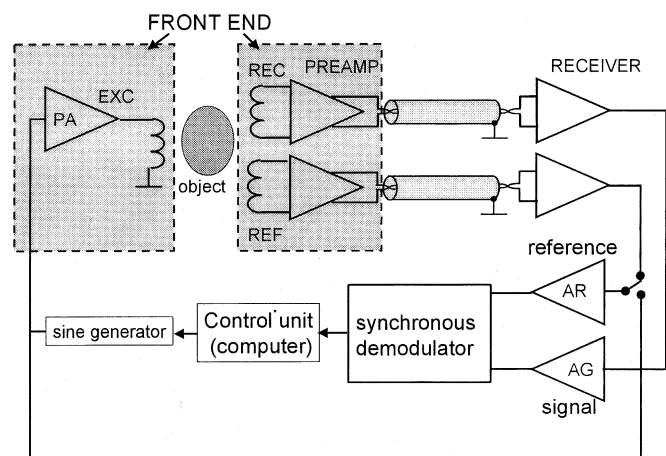 FRONT END
REC
PREAMP
RECEIVER
EXC
PA
object
REF
reference
AR
sine generator
Control unit
(computer)
synchronous
demodulator
AG
signal